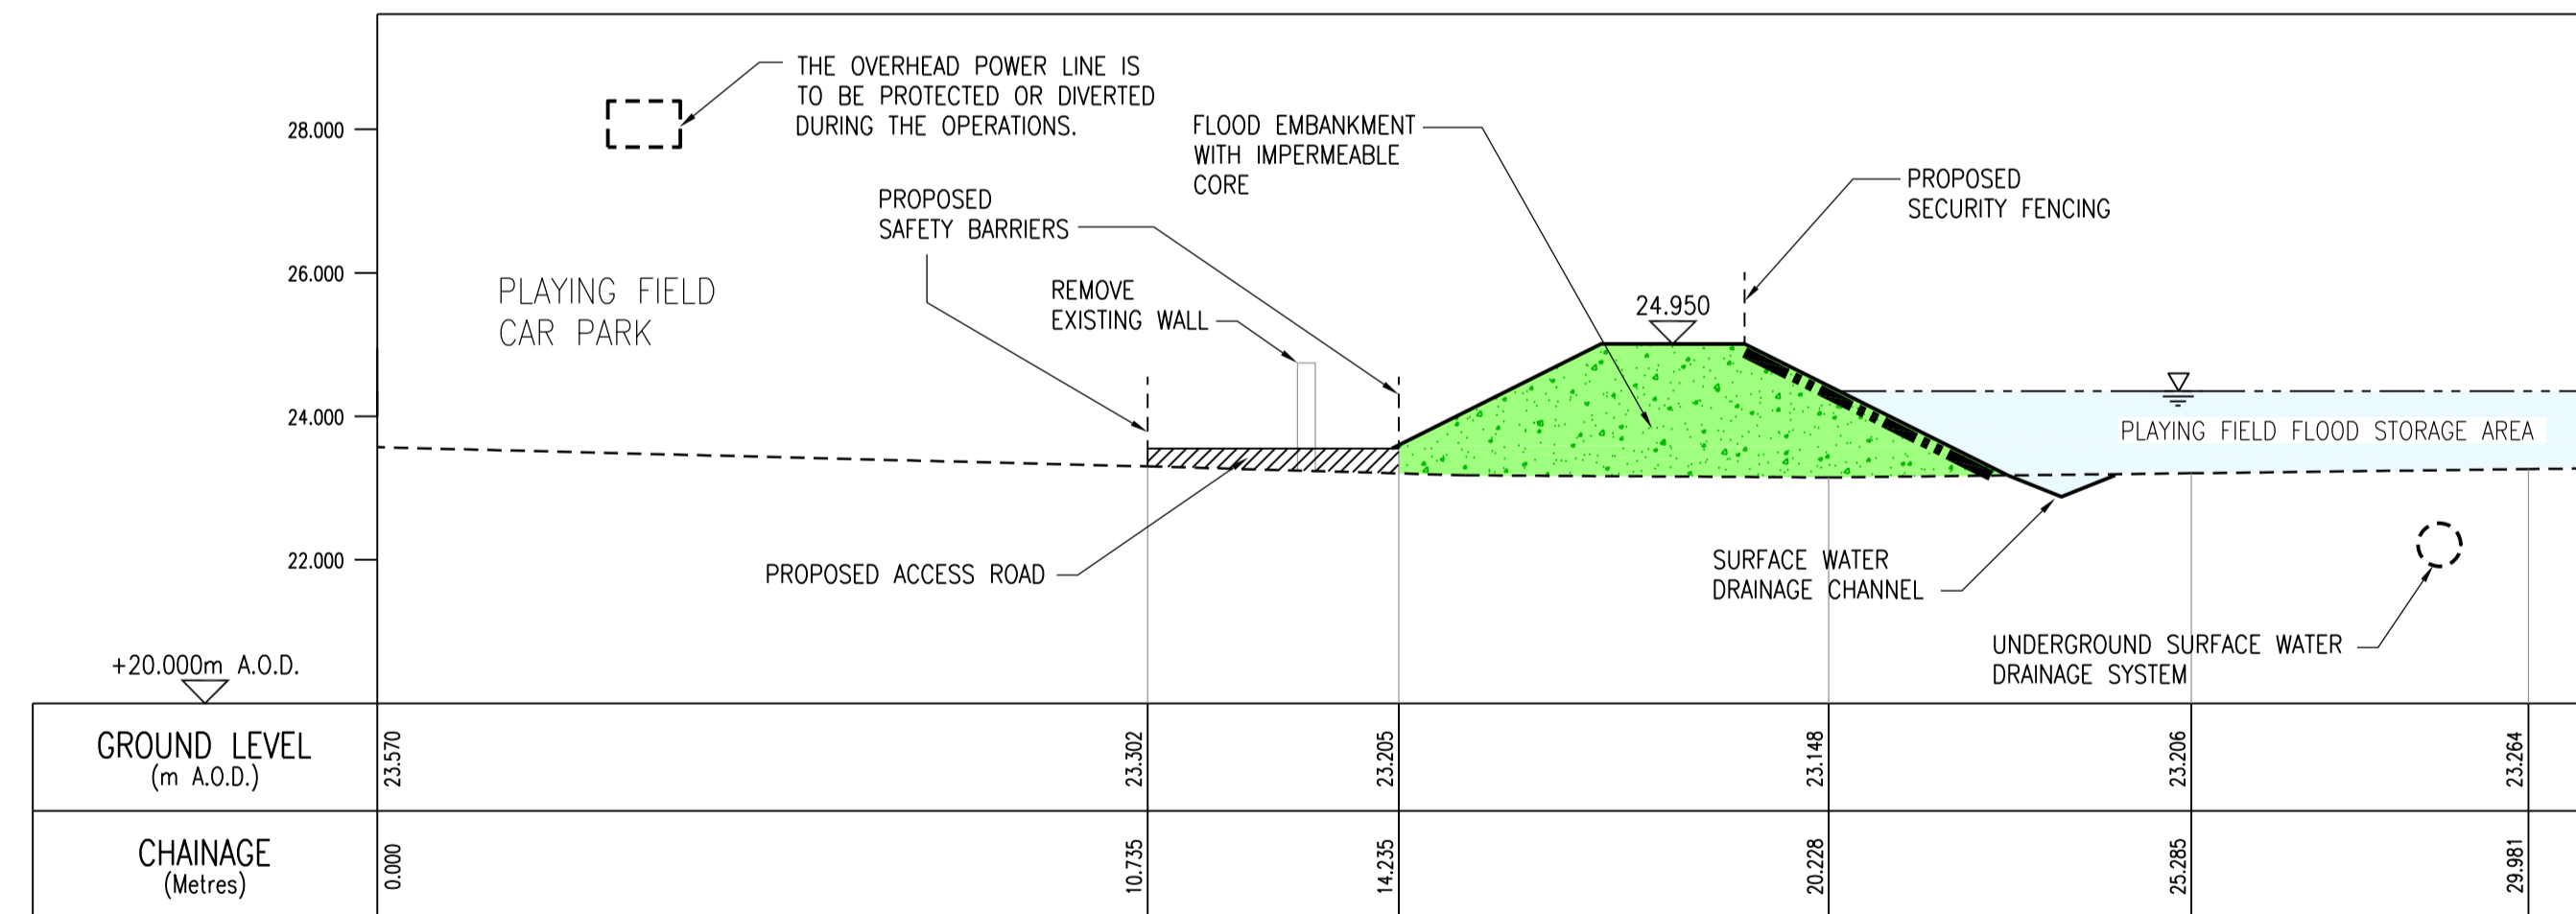 THE OVERHEAD POWER LINE IS
TO BE PROTECTED OR DIVERTED
DURING THE OPERATIONS.
FLOOD EMBANKMENT
WITH IMPERMEABLE
CORE
PROPOSED
SECURITY FENCING
PROPOSED
SAFETY BARRIERS
REMOVE
EXISTING WALL
PLAYING FIELD
CAR PARK
24.950
28.000
26.000
24.000
22.000
PLAYING FIELD FLOOD STORAGE AREA
PROPOSED ACCESS ROAD
SURFACE WATER
DRAINAGE CHANNEL
UNDERGROUND SURFACE WATER
DRAINAGE SYSTEM
+20.000m A.O.D.
GROUND LEVEL
(m A.O.D.)
23.570
23.302
23.205
23.148
23.206
23.264
CHAINAGE
(Metres)
0.000
10.735
14.235
20.228
25.285
29.981